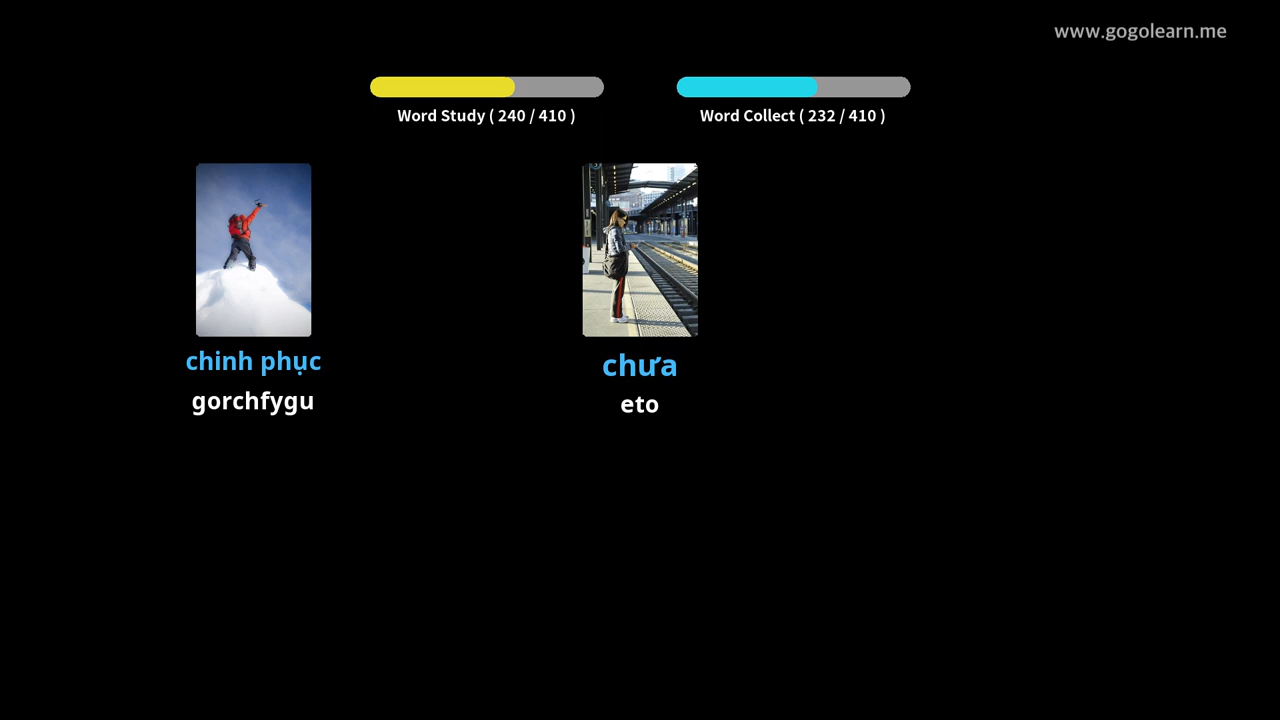 www.gogolearn.me
Word Study ( 240 / 410 )
Word Collect ( 232 / 410 )
chinh phục
gorchfygu
chưa
eto